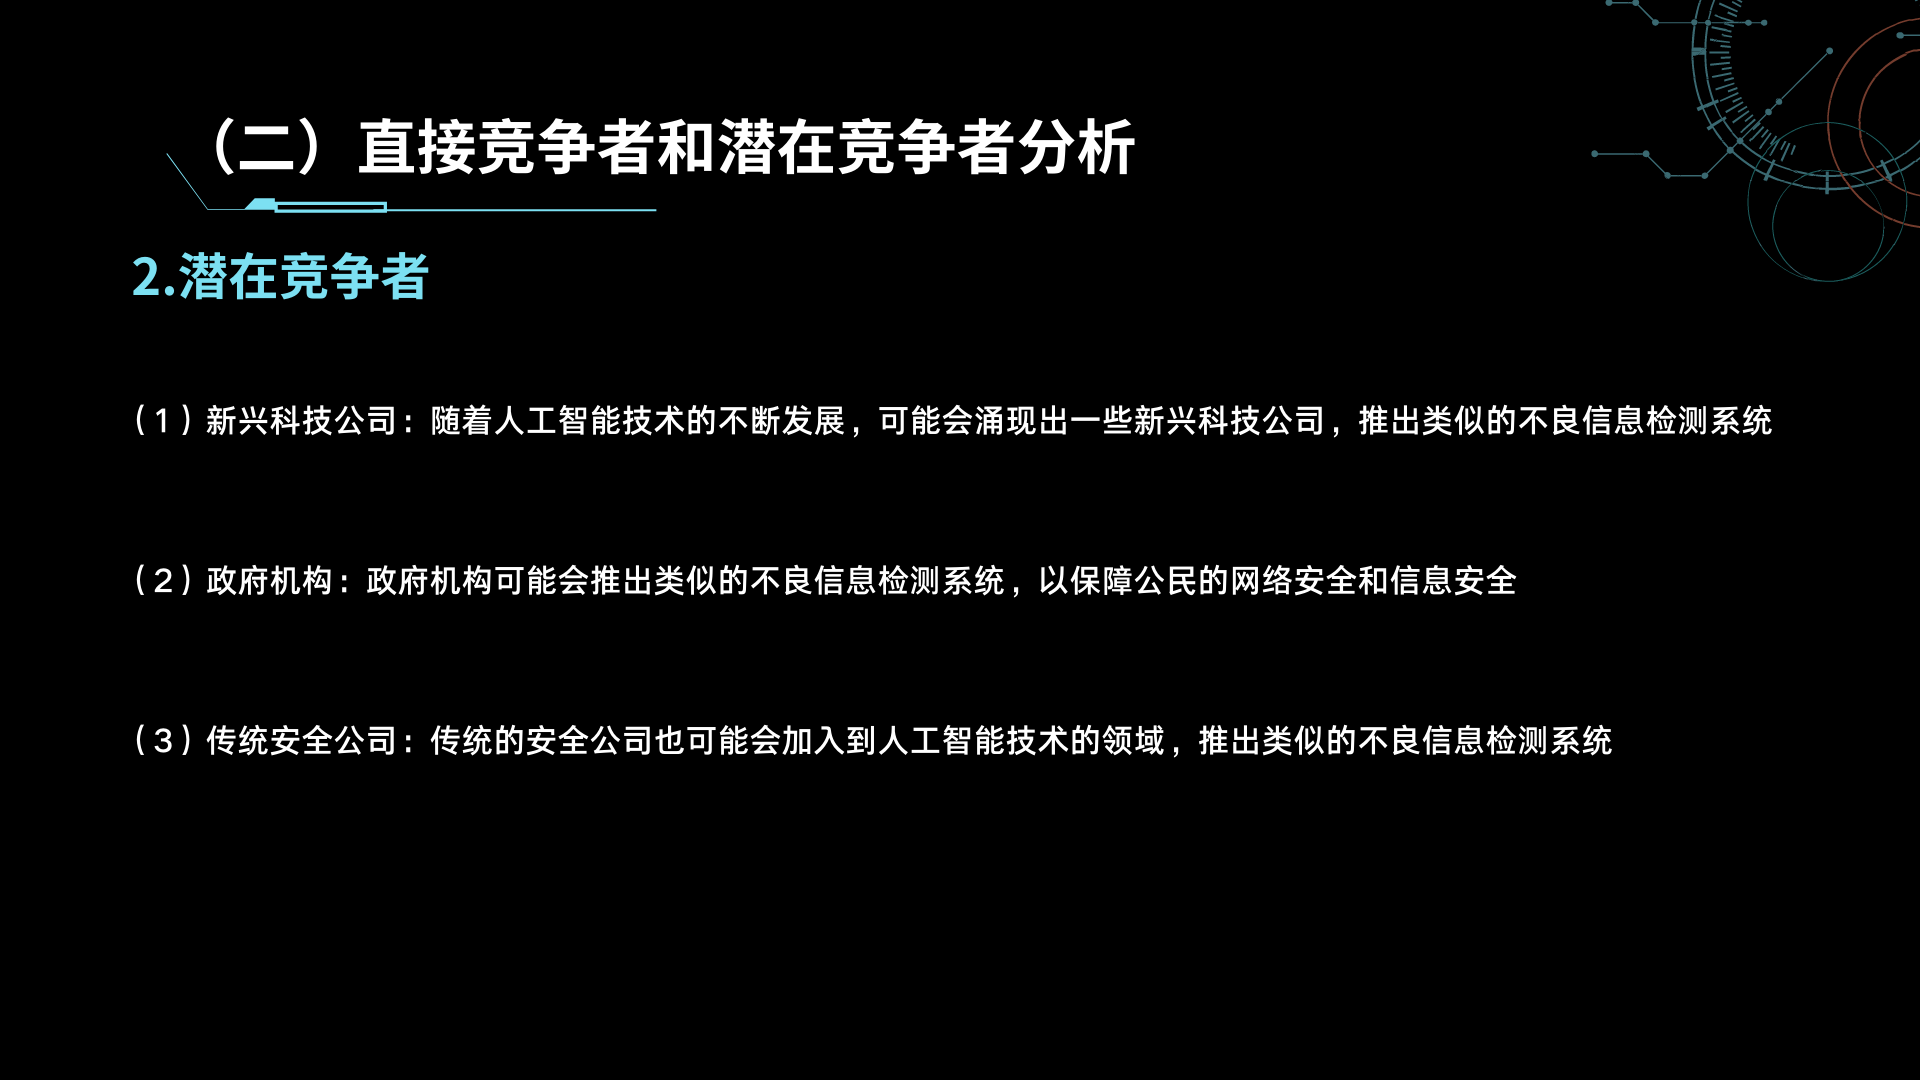 （二）直接竞争者和潜在竞争者分析
2.潜在竞争者
（1）新兴科技公司：随着人工智能技术的不断发展，可能会涌现出一些新兴科技公司，推出类似的不良信息检测系统
（2）政府机构：政府机构可能会推出类似的不良信息检测系统，以保障公民的网络安全和信息安全
（3）传统安全公司：传统的安全公司也可能会加入到人工智能技术的领域，推出类似的不良信息检测系统